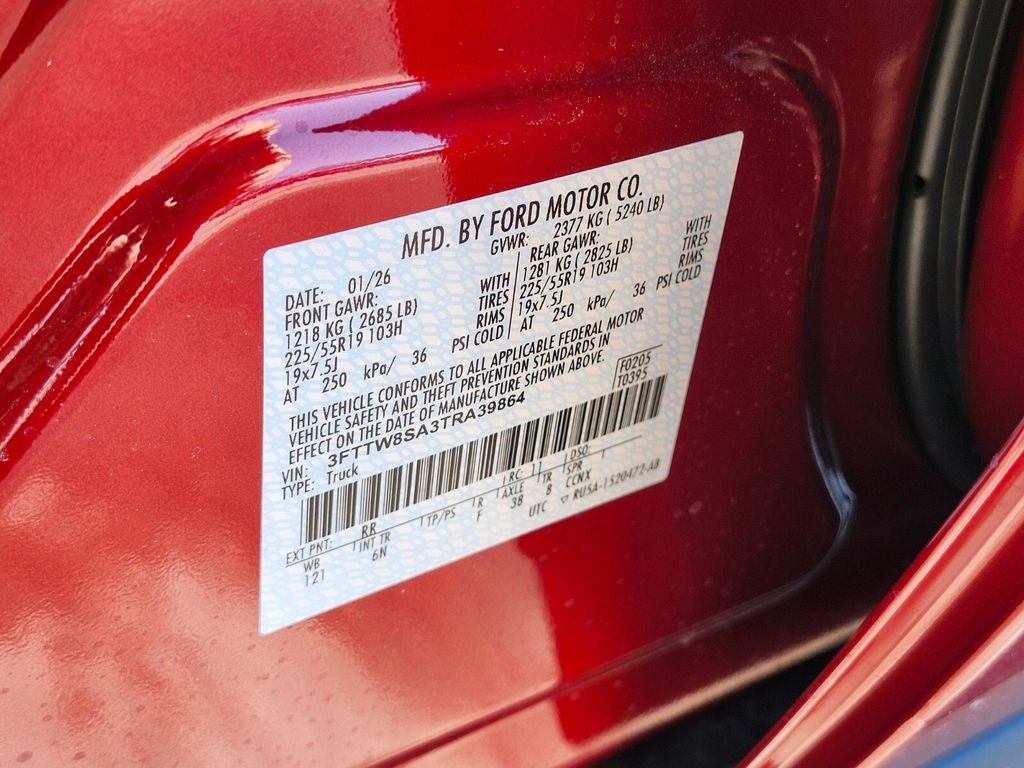 MFD. BY FORD MOTOR CO.
DATE: 01/26 GVWR: 2377 KG ( 5240 LB)
FRONT GAWR: WITH REAR GAWR: WITH
1218 KG ( 2685 LB) TIRES 1281 KG ( 2825 LB) TIRES
225/55R19 103H RIMS 225/55R19 103H RIMS
19x7.5J PSI COLD 19x7.5J PSI COLD
AT 250 kPa/ 36 AT 250 kPa/ 36
THIS VEHICLE CONFORMS TO ALL APPLICABLE FEDERAL MOTOR
VEHICLE SAFETY AND THEFT PREVENTION STANDARDS IN
EFFECT ON THE DATE OF MANUFACTURE SHOWN ABOVE.
VIN: 3FTTW8SA3TRA39864 F0205
TYPE: Truck T0395
EXT PNT: RR RC: 11 DSO:
WB INT TR TP/PS R AXLE TR SPR
121 6N F 3B 8 CCNX
UTC ▽ RU5A-1520472-AB